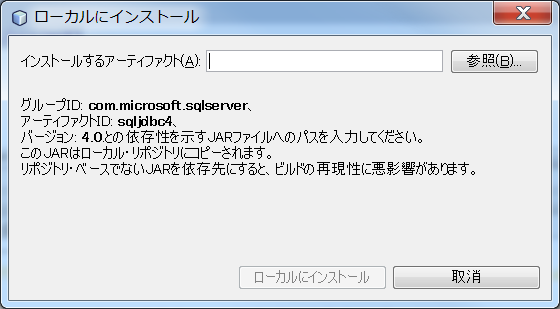 ローカルにインストール
インストールするアーティファクト(A):
参照(B)...
グループID: com.microsoft.sqlserver、
アーティファクトID: sqljdbc4、
バージョン: 4.0との依存性を示すJARファイルへのパスを入力してください。
このJARはローカル・リポジトリにコピーされます。
リポジトリ・ベースでないJARを依存先にすると、ビルドの再現性に悪影響があります。
ローカルにインストール
取消